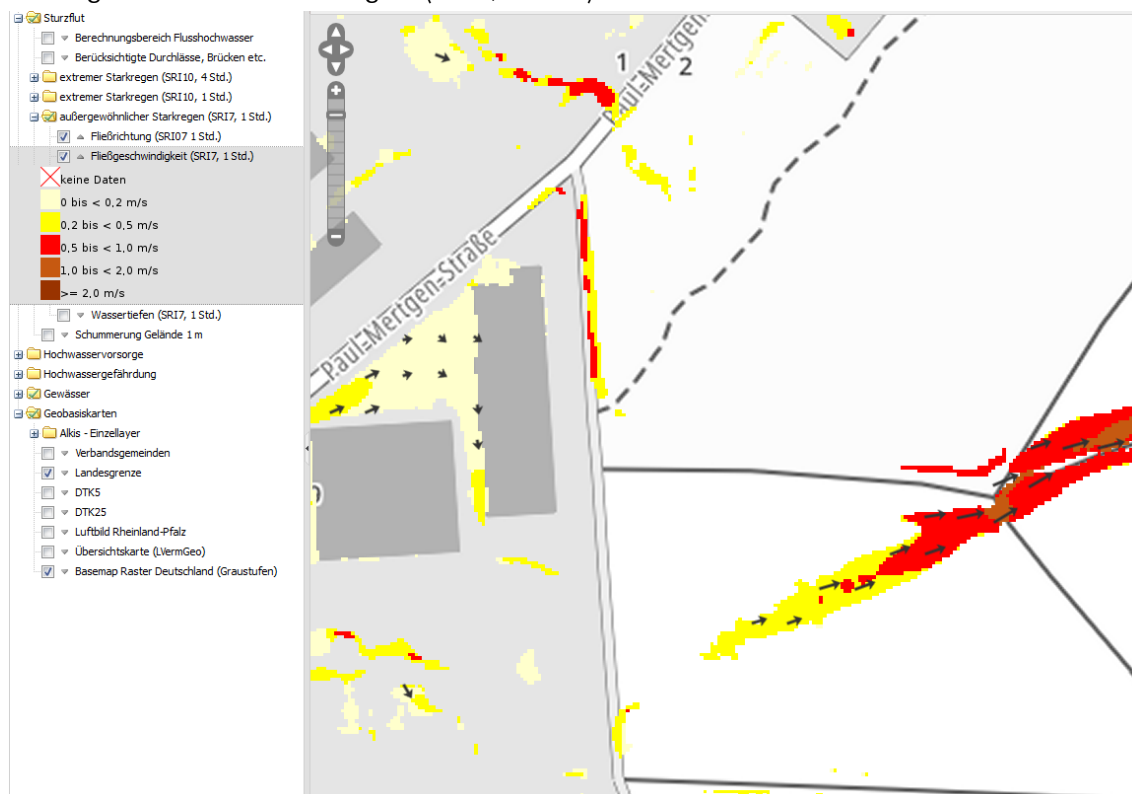 Sturzflut
Berechnungsbereich Flusshochwasser
Berücksichtigte Durchlässe, Brücken etc.
extremer Starkregen (SRI10, 4 Std.)
extremer Starkregen (SRI10, 1 Std.)
außergewöhnlicher Starkregen (SRI7, 1 Std.)
Fließrichtung (SRI07 1 Std.)
Fließgeschwindigkeit (SRI7, 1 Std.)
keine Daten
0 bis < 0,2 m/s
0,2 bis < 0,5 m/s
0,5 bis < 1,0 m/s
1,0 bis < 2,0 m/s
>= 2,0 m/s
Wassertiefen (SRI7, 1 Std.)
Schummerung Gelände 1 m
Hochwasservorsorge
Hochwassergefährdung
Gewässer
Geobasiskarten
Alkis - Einzellayer
Verbandsgemeinden
Landesgrenze
DTK5
DTK25
Luftbild Rheinland-Pfalz
Übersichtskarte (LVermGeo)
Basemap Raster Deutschland (Graustufen)
1
2
Paul-Mertgen-
Paul-Mertgen-Straße